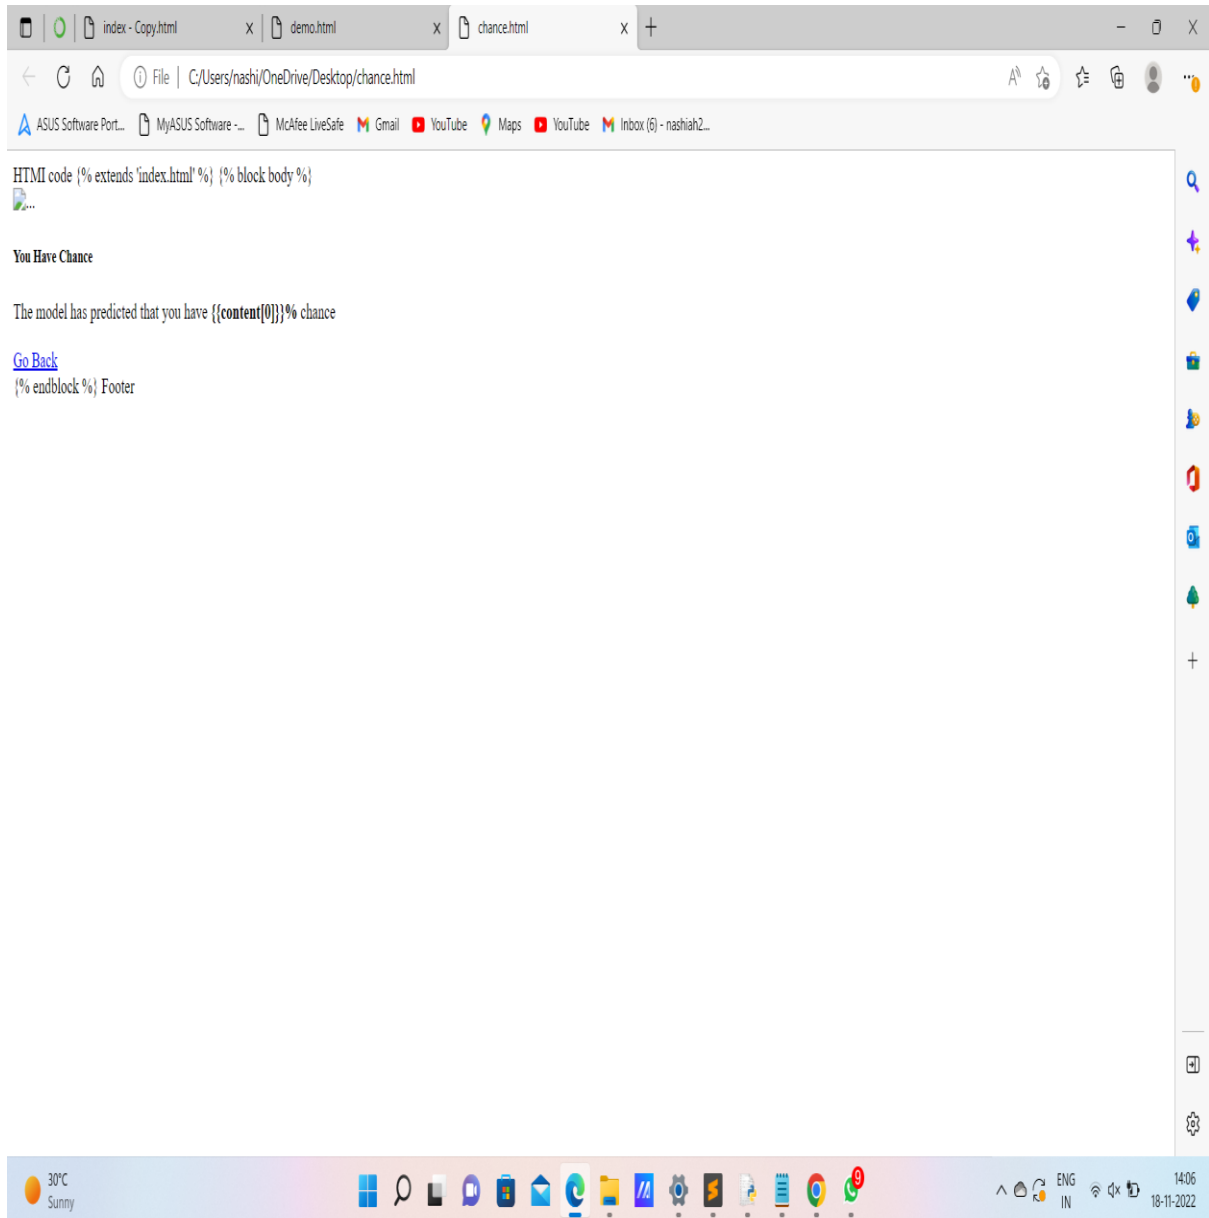 index - Copy.html
demo.html
chance.html
File | C:/Users/nashi/OneDrive/Desktop/chance.html
ASUS Software Port... MyASUS Software -... McAfee LiveSafe Gmail YouTube Maps YouTube Inbox (6) - nashiah2...
HTMl code {% extends 'index.html' %} {% block body %}
...
You Have Chance
The model has predicted that you have {{content[0]}}% chance
Go Back
{% endblock %} Footer
30°C
Sunny
9
ENG
IN
14:06
18-11-2022